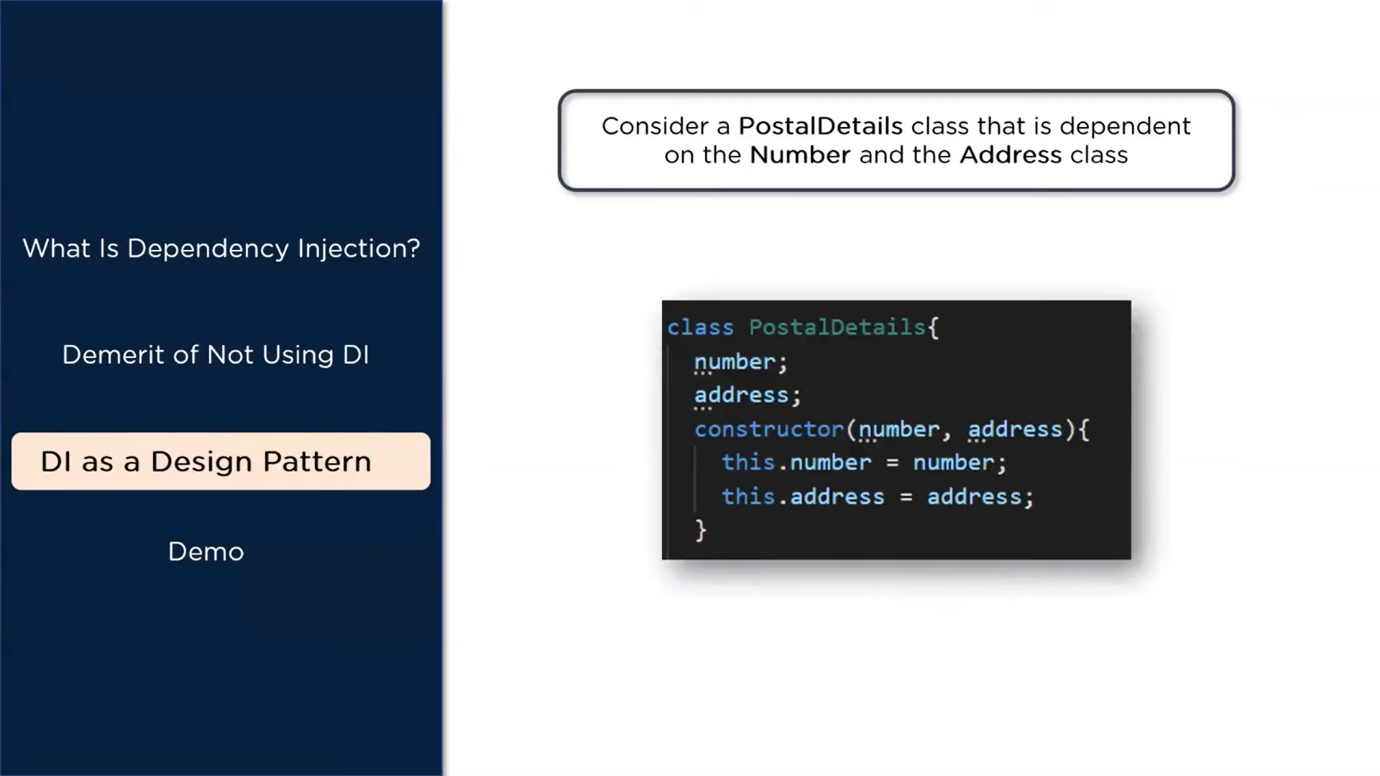 What Is Dependency Injection?
Demerit of Not Using DI
DI as a Design Pattern
Demo
Consider a PostalDetails class that is dependent
on the Number and the Address class
class PostalDetails{
number;
address;
constructor(number, address){
this.number = number;
this.address = address;
}